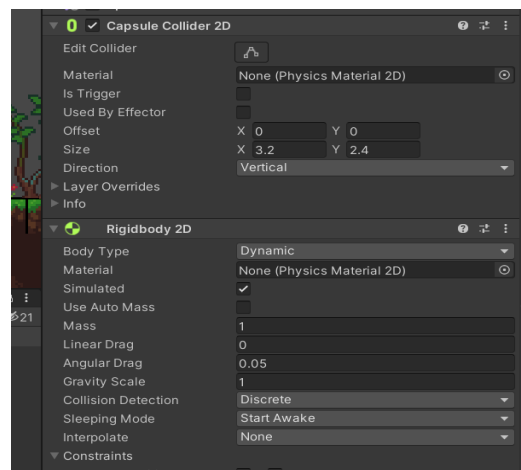 Capsule Collider 2D
Edit Collider
Material None (Physics Material 2D)
Is Trigger
Used By Effector
Offset X 0 Y 0
Size X 3.2 Y 2.4
Direction Vertical
Layer Overrides
Info
Rigidbody 2D
Body Type Dynamic
Material None (Physics Material 2D)
Simulated
Use Auto Mass
21
Mass 1
Linear Drag 0
Angular Drag 0.05
Gravity Scale 1
Collision Detection Discrete
Sleeping Mode Start Awake
Interpolate None
Constraints